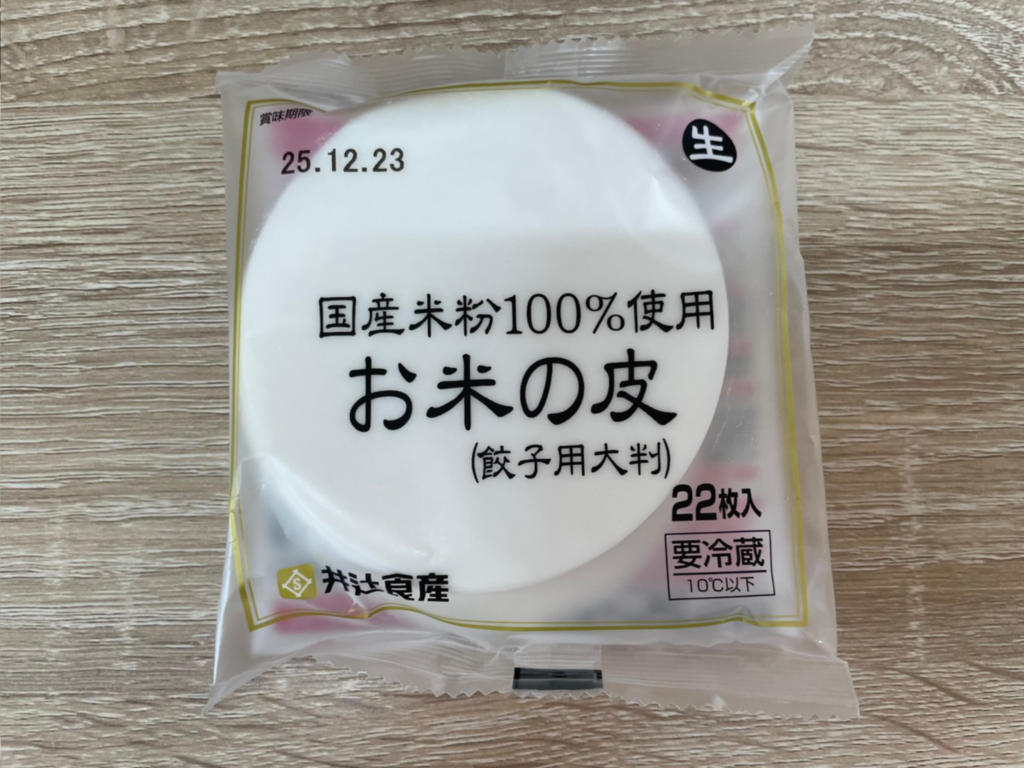 賞味期限
25.12.23
生
国産米粉100%使用
お米の皮
(餃子用大判)
22枚入
要冷蔵
10℃以下
S
井辻食産